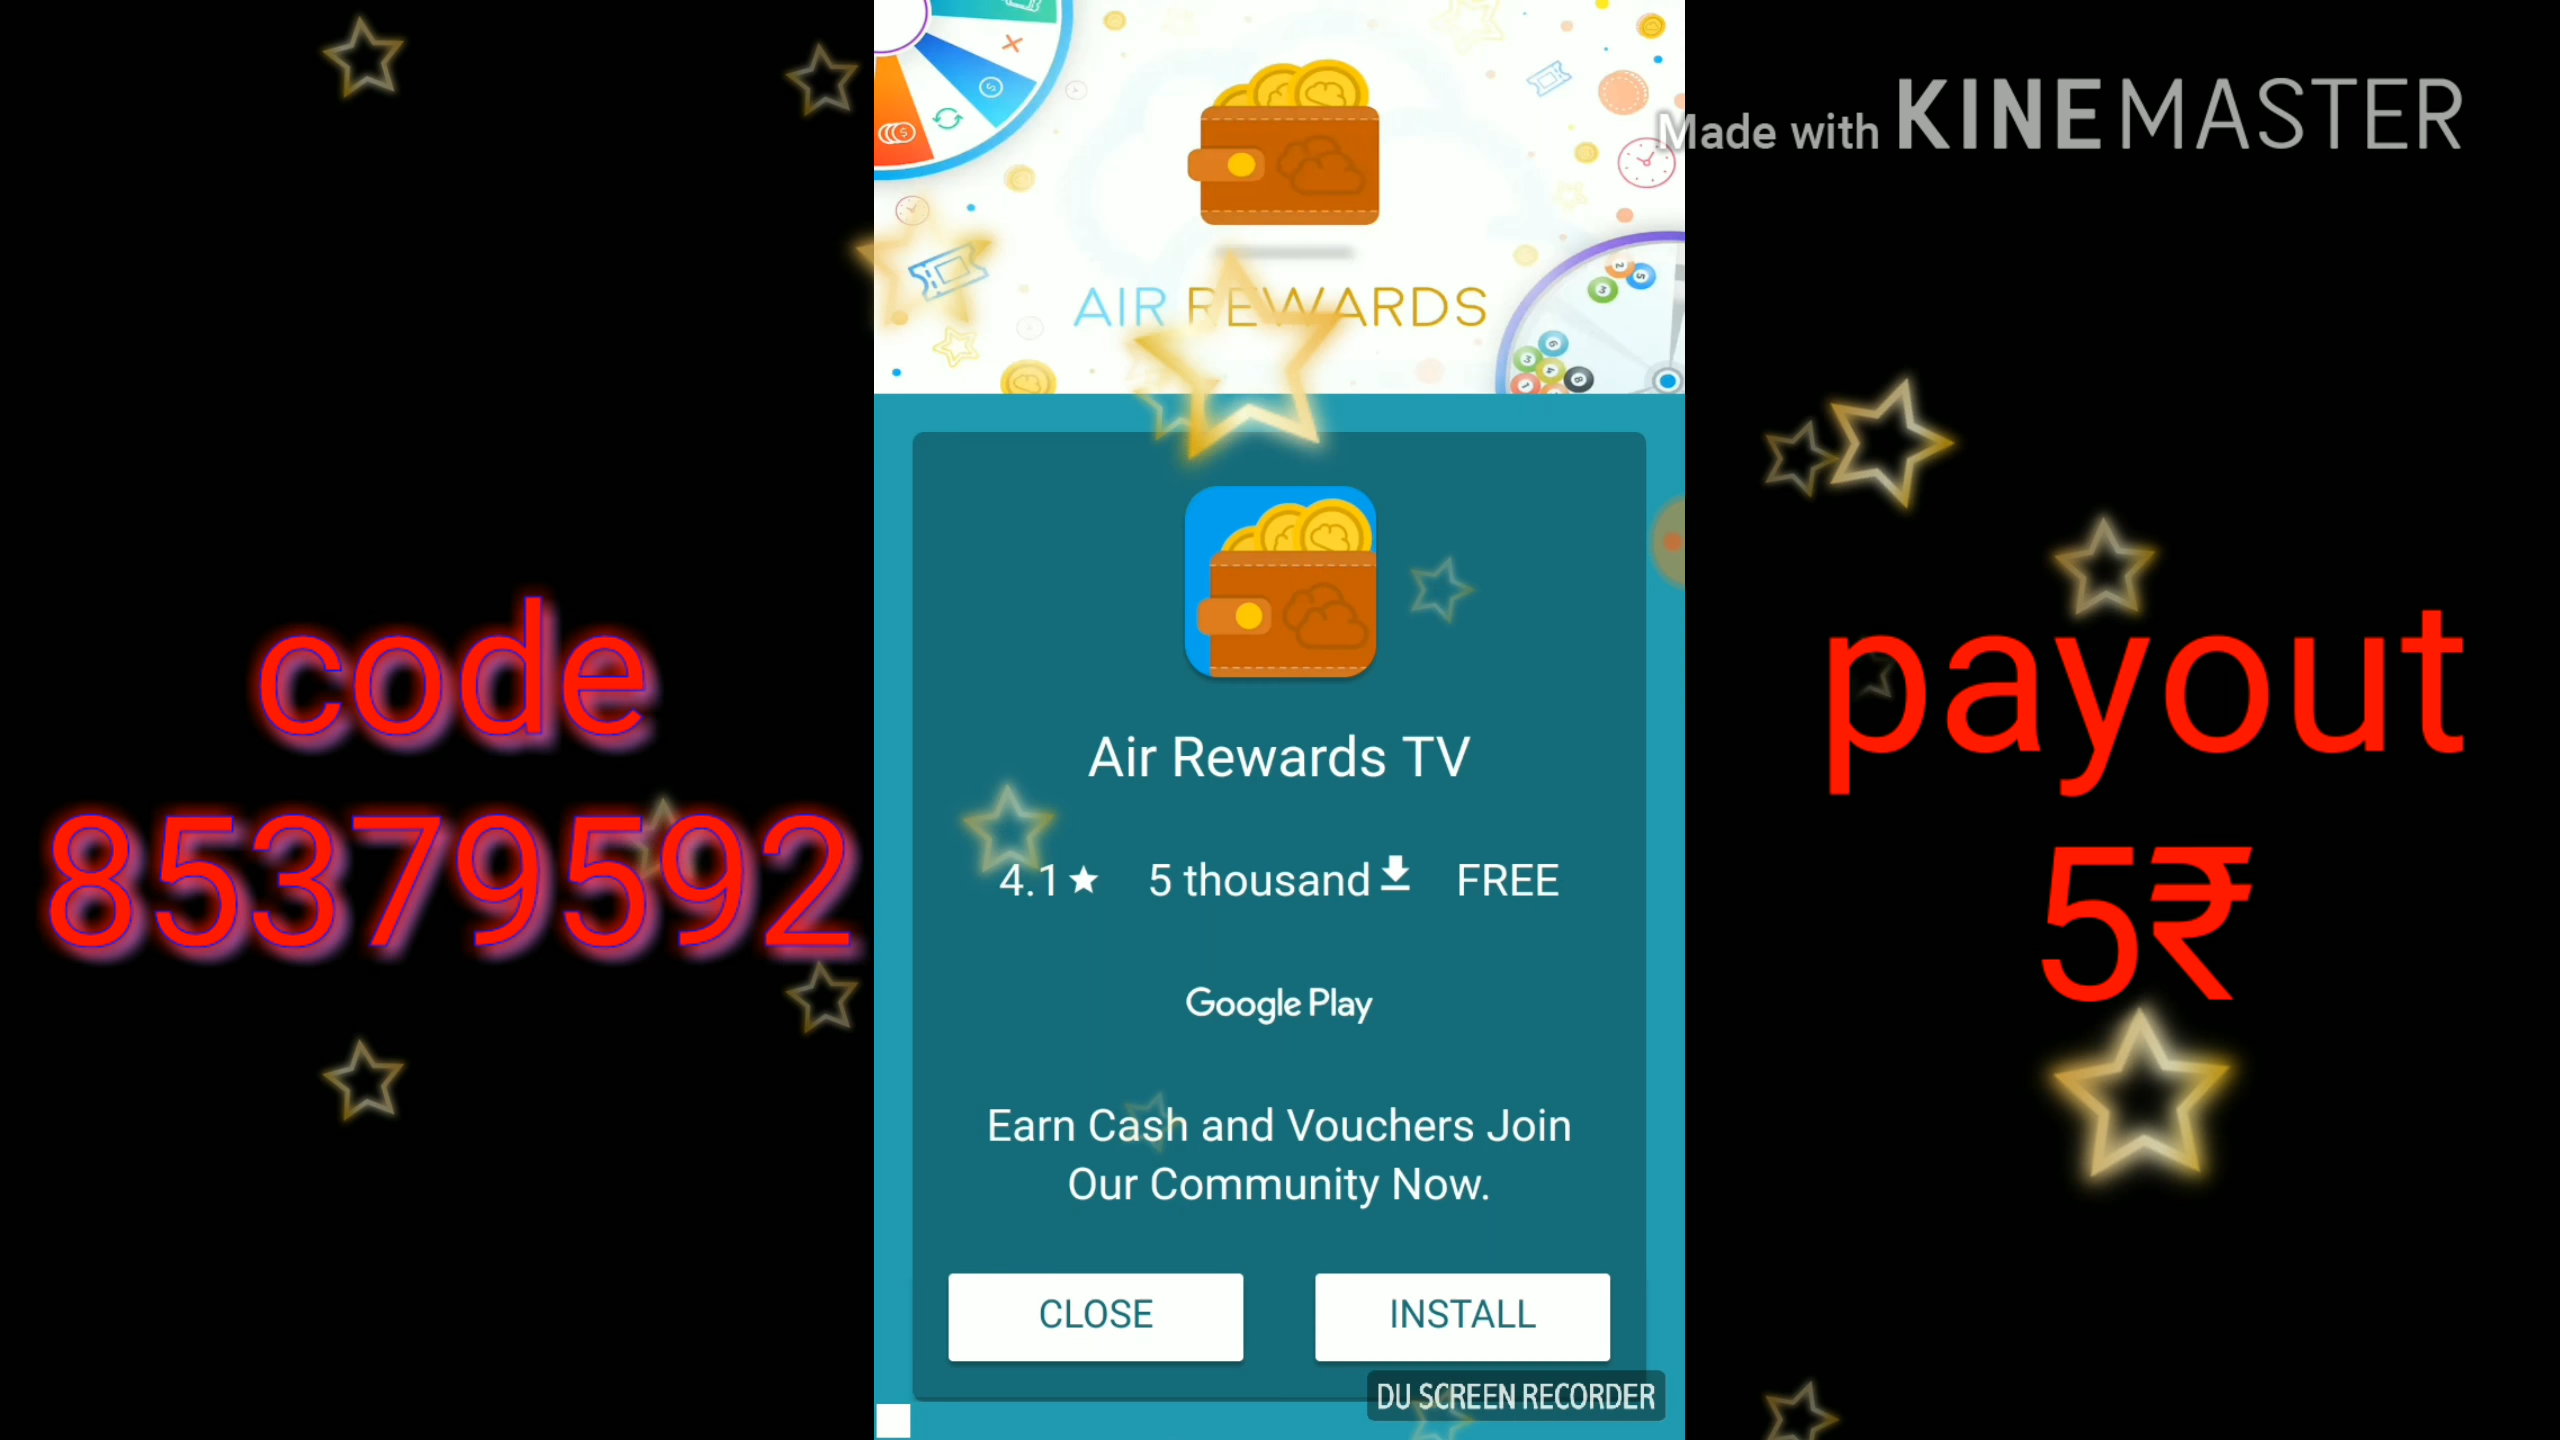 Made with KINEMASTER
AIR REWARDS
code
85379592
payout
5₹
Air Rewards TV
4.1★ 5 thousand FREE
Google Play
Earn Cash and Vouchers Join
Our Community Now.
CLOSE INSTALL
DU SCREEN RECORDER